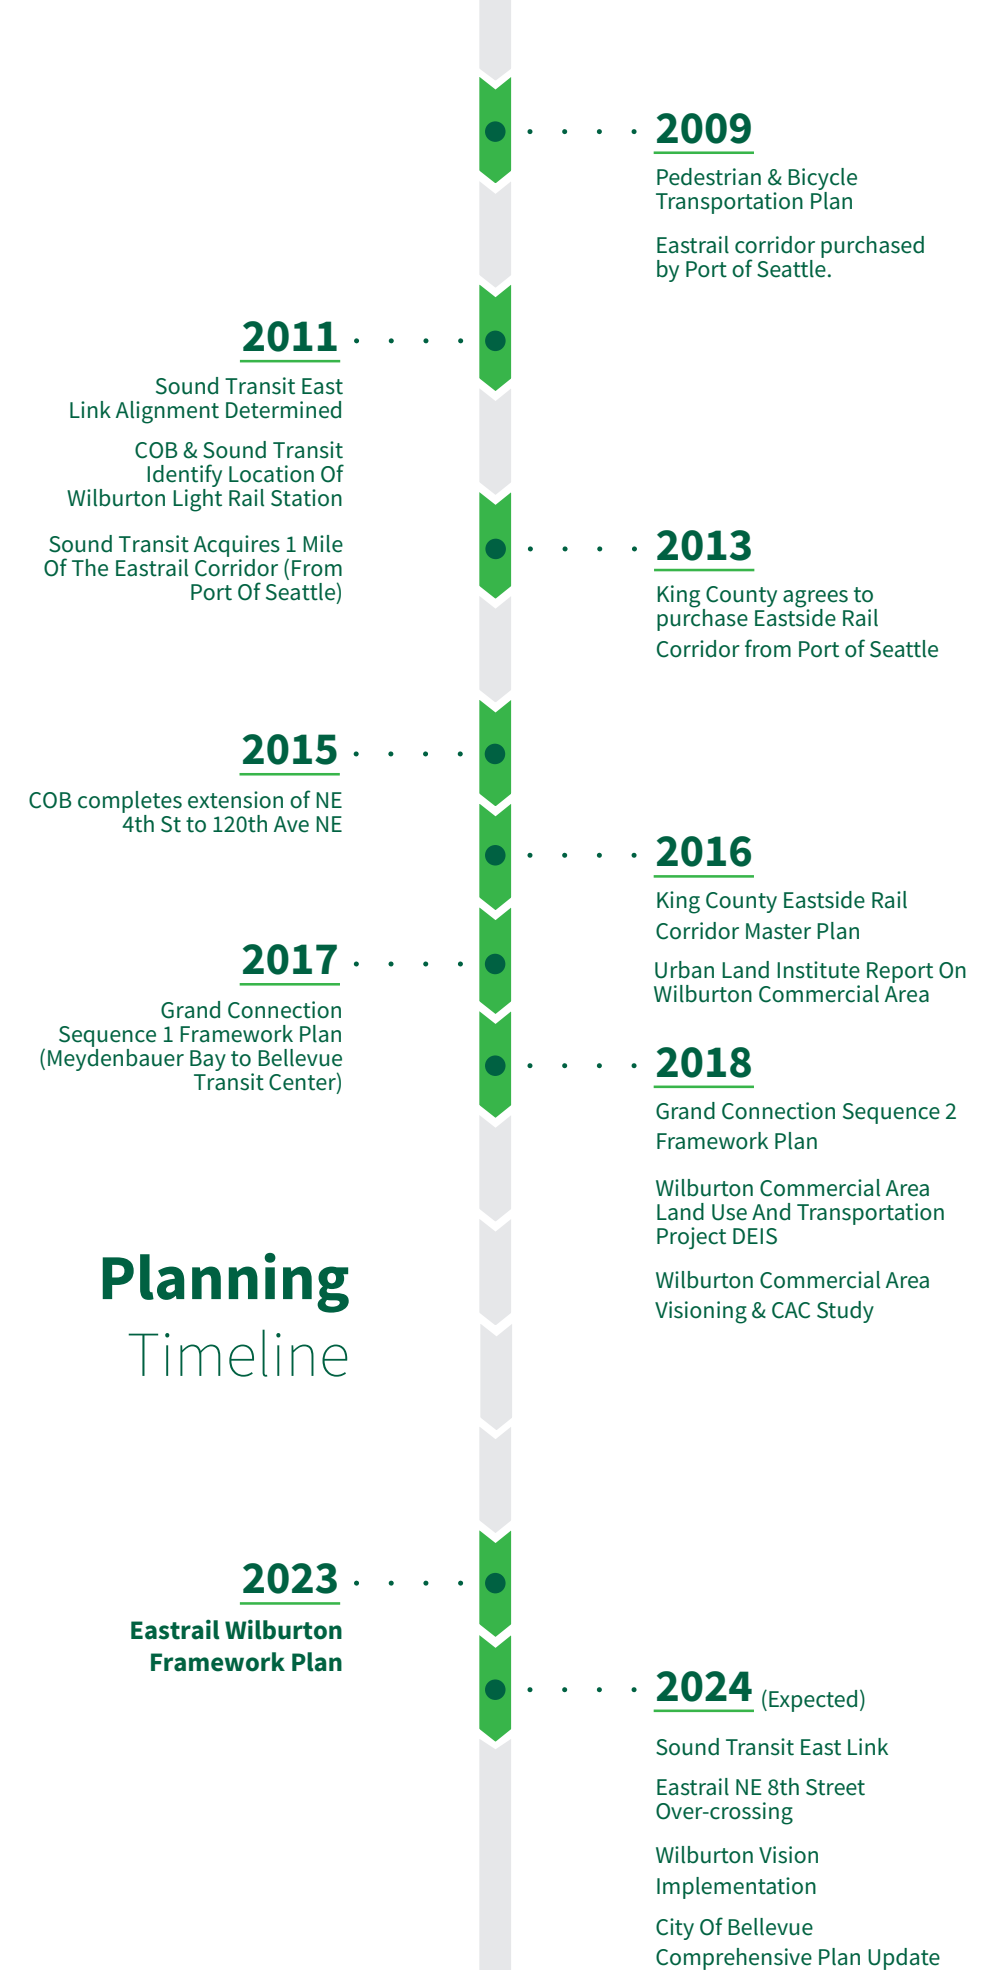 2009
Pedestrian & Bicycle
Transportation Plan
Eastrail corridor purchased
by Port of Seattle.
2011
Sound Transit East
Link Alignment Determined
COB & Sound Transit
Identify Location Of
Wilburton Light Rail Station
Sound Transit Acquires 1 Mile
Of The Eastrail Corridor (From
Port Of Seattle)
2013
King County agrees to
purchase Eastside Rail
Corridor from Port of Seattle
2015
COB completes extension of NE
4th St to 120th Ave NE
2016
King County Eastside Rail
Corridor Master Plan
Urban Land Institute Report On
Wilburton Commercial Area
2017
Grand Connection
Sequence 1 Framework Plan
(Meydenbauer Bay to Bellevue
Transit Center)
2018
Grand Connection Sequence 2
Framework Plan
Wilburton Commercial Area
Land Use And Transportation
Project DEIS
Wilburton Commercial Area
Visioning & CAC Study
Planning
Timeline
2023
Eastrail Wilburton
Framework Plan
2024 (Expected)
Sound Transit East Link
Eastrail NE 8th Street
Over-crossing
Wilburton Vision
Implementation
City Of Bellevue
Comprehensive Plan Update